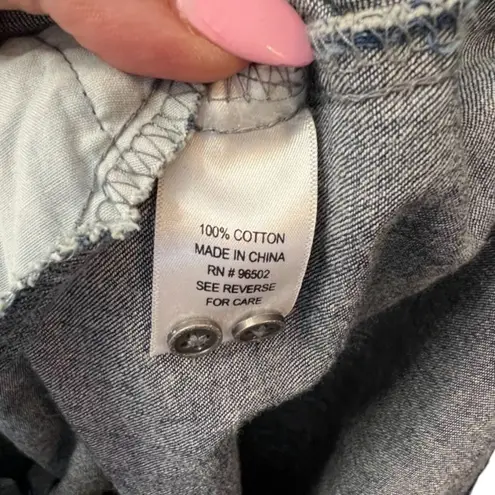 100% COTTON
MADE IN CHINA
RN # 96502
SEE REVERSE
FOR CARE